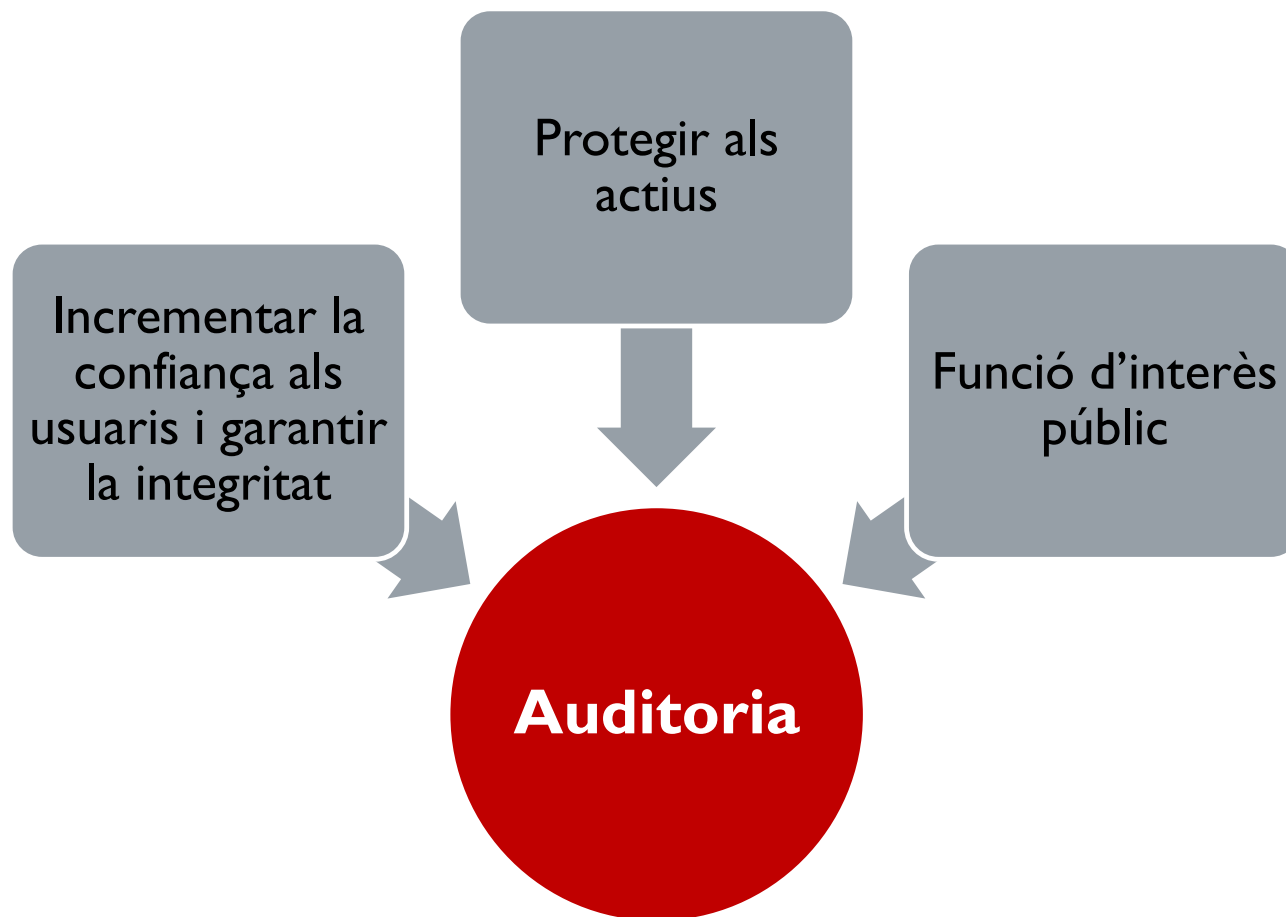 Protegir als
actius
Incrementar la
confiança als
usuaris i garantir
la integritat
Funció d’interès
públic
Auditoria